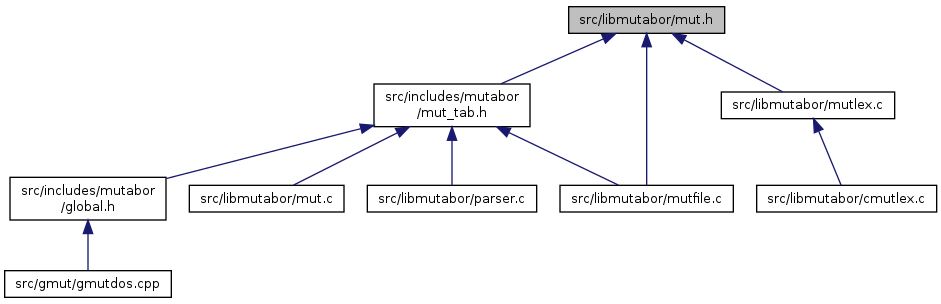 src/libmutabor/mut.h
src/includes/mutabor
/mut_tab.h
src/libmutabor/mutlex.c
src/includes/mutabor
/global.h
src/libmutabor/mut.c
src/libmutabor/parser.c
src/libmutabor/mutfile.c
src/libmutabor/cmutlex.c
src/gmut/gmutdos.cpp